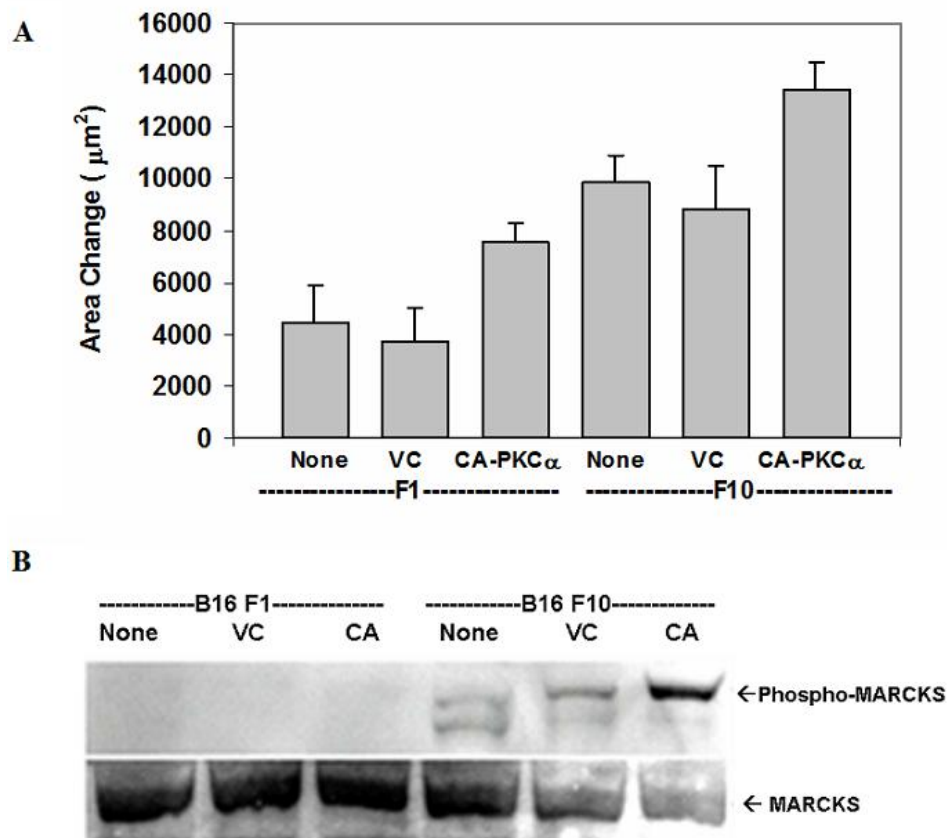 A
16000
14000
12000
10000
8000
6000
4000
2000
0
Area Change ( μm²)
None VC CA-PKCα None VC CA-PKCα
-----------------F1----------------- -----------------F10-----------------
B
------------B16 F1------------ ------------B16 F10------------
None VC CA None VC CA
←Phospho-MARCKS
← MARCKS